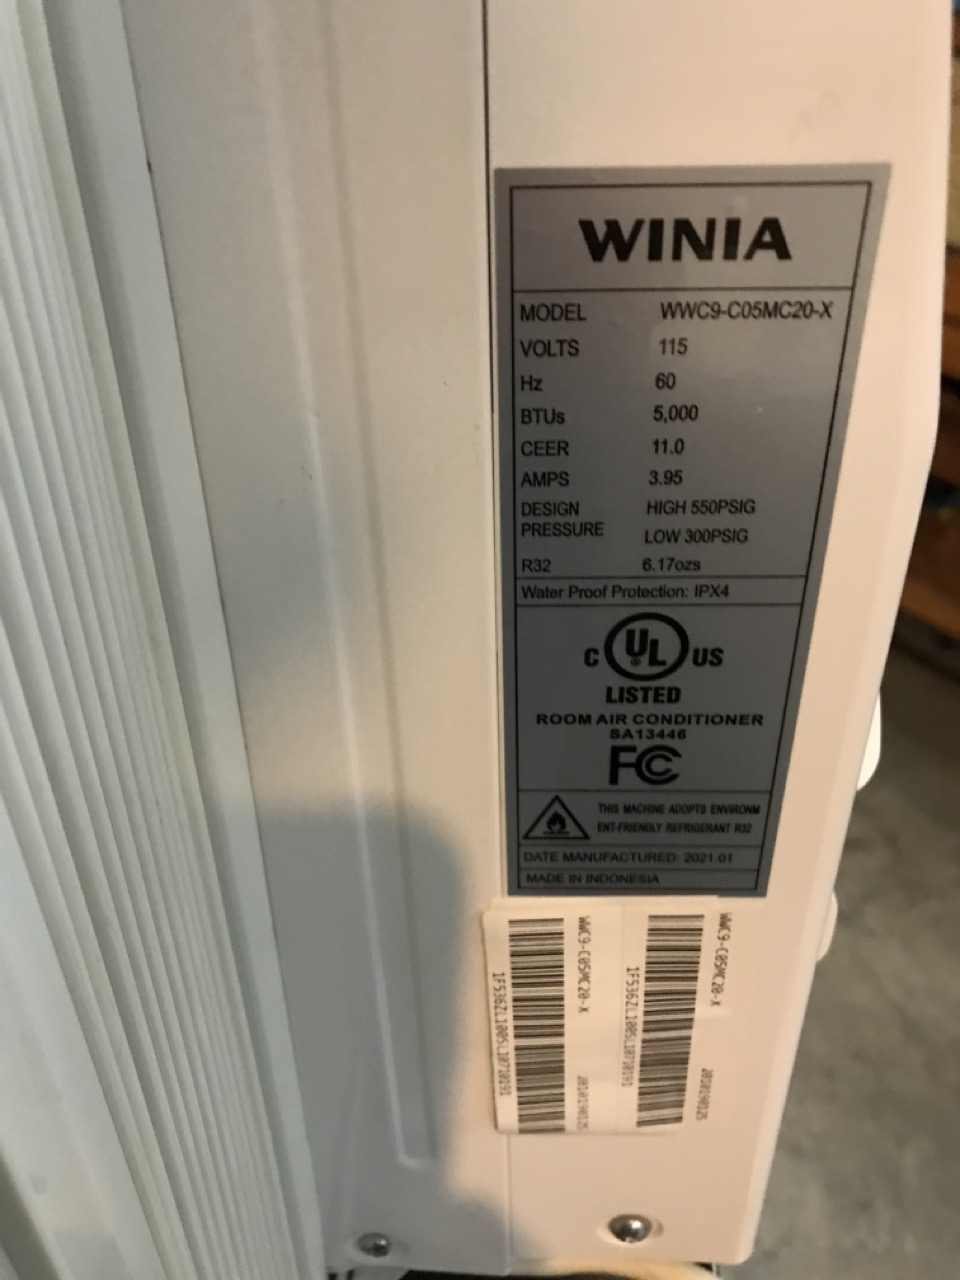 WINIA
MODEL WWC9-C05MC20-X
VOLTS 115
Hz 60
BTUs 5,000
CEER 11.0
AMPS 3.95
DESIGN PRESSURE HIGH 550PSIG
LOW 300PSIG
R32 6.17ozs
Water Proof Protection: IPX4
C UL US
®
LISTED
ROOM AIR CONDITIONER
SA13446
FC
THIS MACHINE ADOPTS ENVIRONM
ENT-FRIENDLY REFRIGERANT R32
DATE MANUFACTURED: 2021.01
MADE IN INDONESIA
WWC9-C05MC20-X
WWC9-C05MC20-X